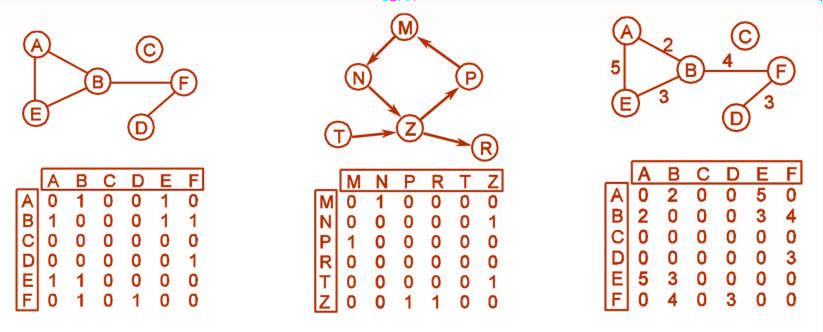 A
B
C
D
E
F
M
N
P
Z
T
R
A
B
C
D
E
F
2
5
3
4
3
A B C D E F
A 0 1 0 0 1 0
B 1 0 0 0 1 1
C 0 0 0 0 0 0
D 0 0 0 0 0 1
E 1 1 0 0 0 0
F 0 1 0 1 0 0
M N P R T Z
M 0 1 0 0 0 0
N 0 0 0 0 0 1
P 1 0 0 0 0 0
R 0 0 0 0 0 0
T 0 0 0 0 0 1
Z 0 0 1 1 0 0
A B C D E F
A 0 2 0 0 5 0
B 2 0 0 0 3 4
C 0 0 0 0 0 0
D 0 0 0 0 0 3
E 5 3 0 0 0 0
F 0 4 0 3 0 0